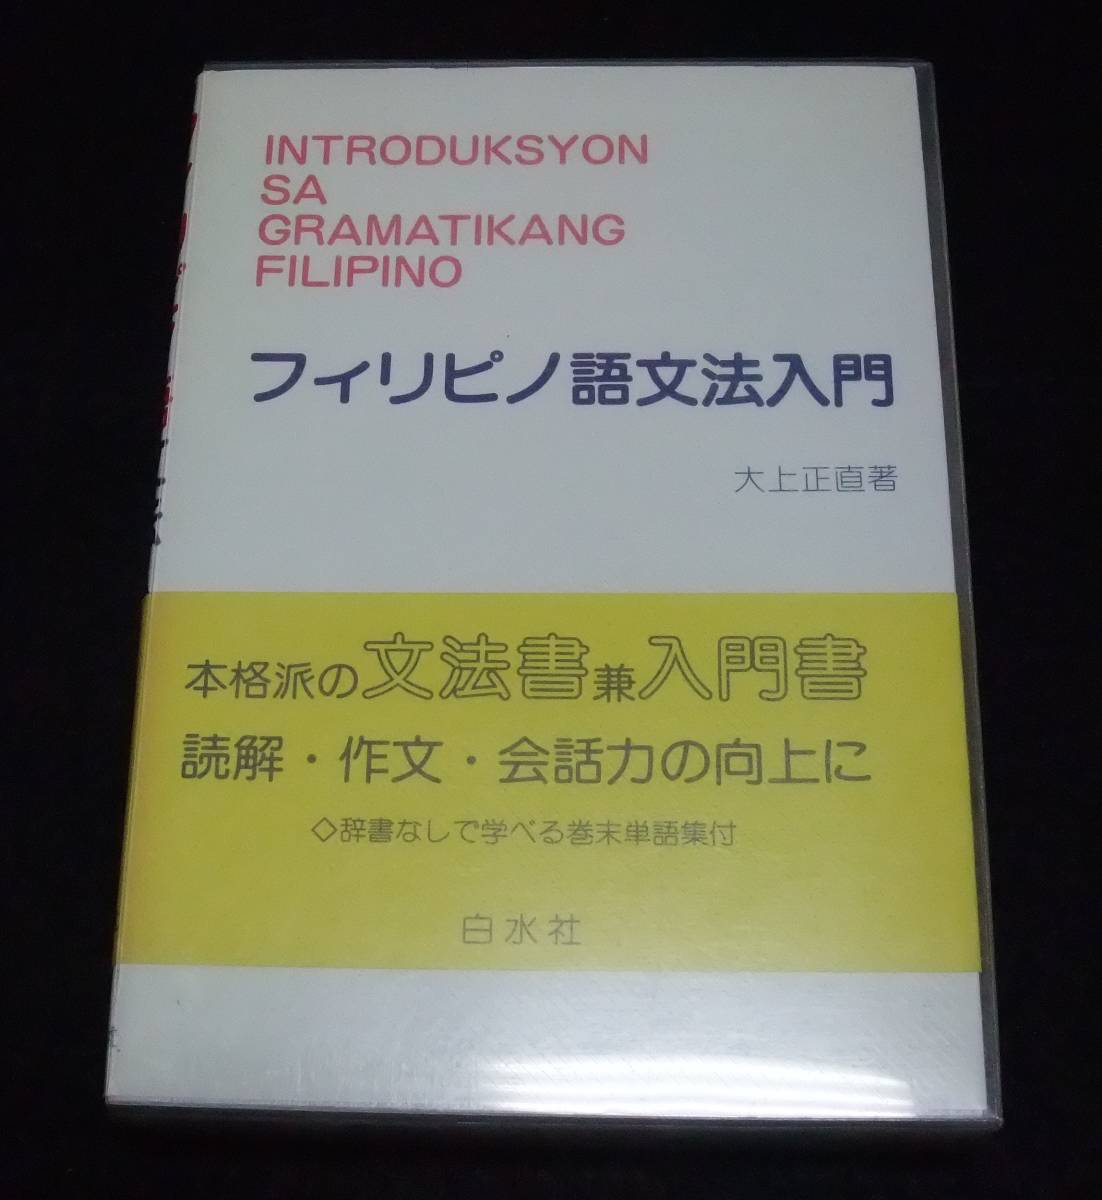 INTRODUKSYON
SA
GRAMATIKANG
FILIPINO
フィリピノ語文法入門
大上正直著
本格派の文法書兼入門書
読解・作文・会話力の向上に
◇辞書なしで学べる巻末単語集付
白水社